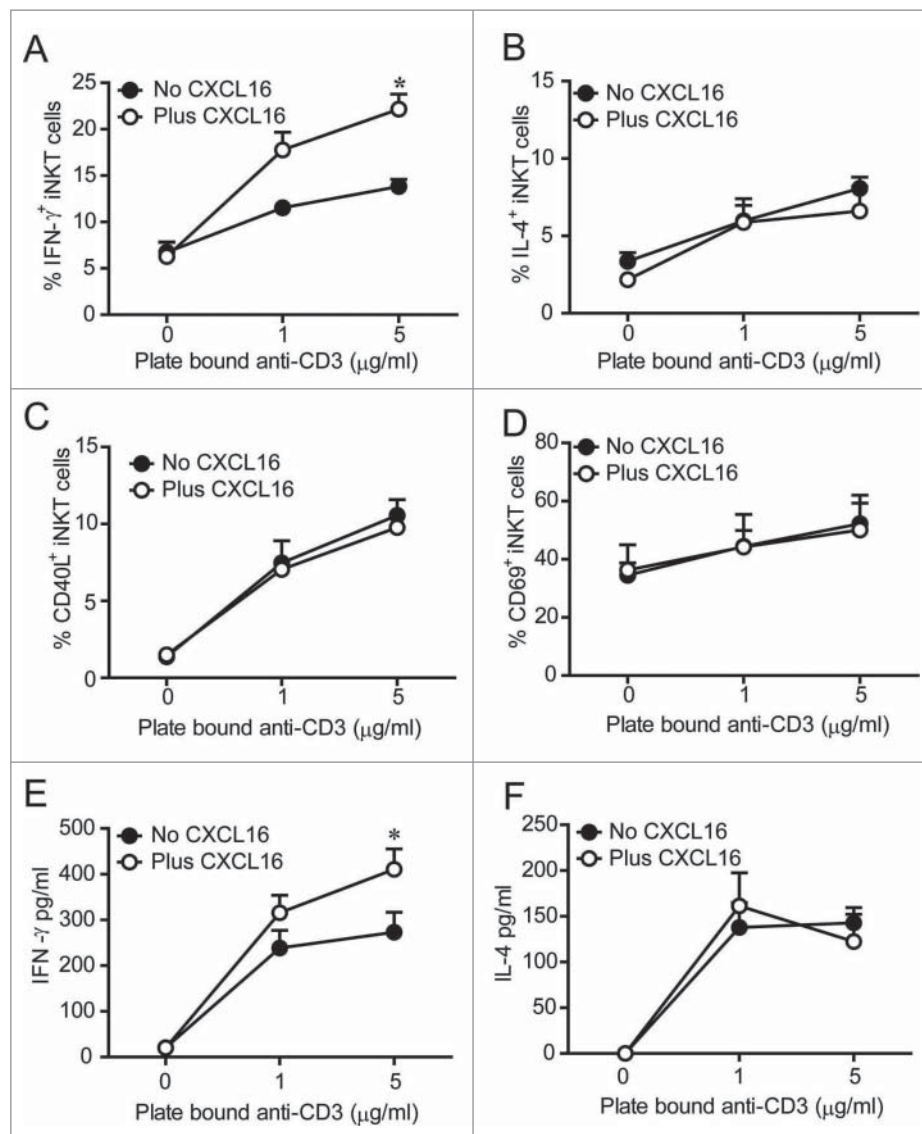 A
No CXCL16
Plus CXCL16
*
25
20
15
10
5
0
% IFN-γ⁺ iNKT cells
0 1 5
Plate bound anti-CD3 (μg/ml)
B
No CXCL16
Plus CXCL16
15
10
5
0
% IL-4⁺ iNKT cells
0 1 5
Plate bound anti-CD3 (μg/ml)
C
No CXCL16
Plus CXCL16
15
10
5
0
% CD40L⁺ iNKT cells
0 1 5
Plate bound anti-CD3 (μg/ml)
D
No CXCL16
Plus CXCL16
80
60
40
20
0
% CD69⁺ iNKT cells
0 1 5
Plate bound anti-CD3 (μg/ml)
E
No CXCL16
Plus CXCL16
*
500
400
300
200
100
0
IFN -γ pg/ml
0 1 5
Plate bound anti-CD3 (μg/ml)
F
No CXCL16
Plus CXCL16
250
200
150
100
50
0
IL-4 pg/ml
0 1 5
Plate bound anti-CD3 (μg/ml)